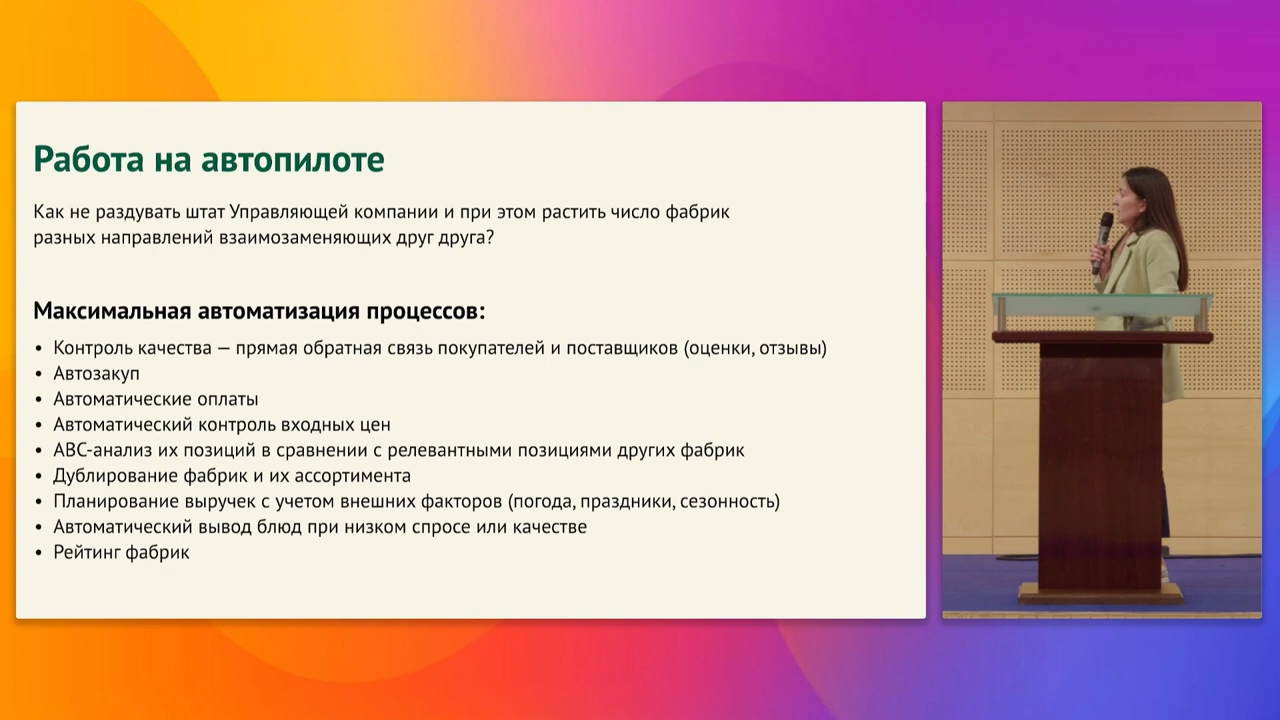 Работа на автопилоте
Как не раздувать штат Управляющей компании и при этом растить число фабрик
разных направлений взаимозаменяющих друг друга?
Максимальная автоматизация процессов:
• Контроль качества — прямая обратная связь покупателей и поставщиков (оценки, отзывы)
• Автозакуп
• Автоматические оплаты
• Автоматический контроль входных цен
• АВС-анализ их позиций в сравнении с релевантными позициями других фабрик
• Дублирование фабрик и их ассортимента
• Планирование выручек с учетом внешних факторов (погода, праздники, сезонность)
• Автоматический вывод блюд при низком спросе или качестве
• Рейтинг фабрик